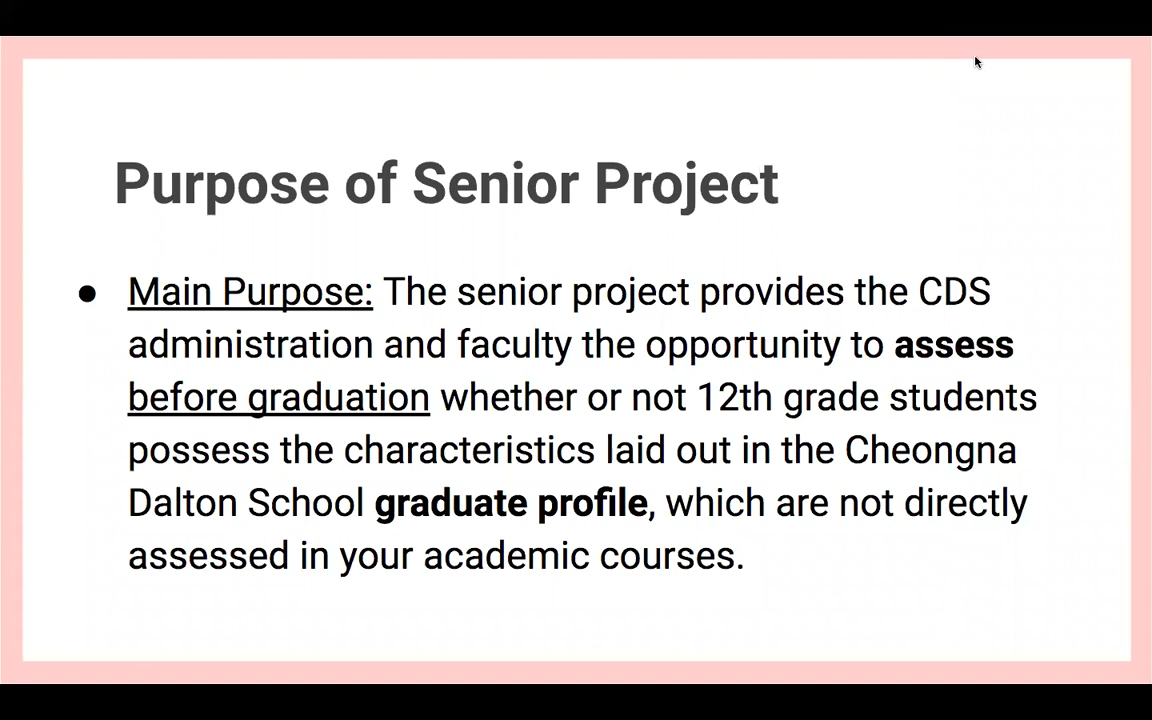 Purpose of Senior Project
● Main Purpose: The senior project provides the CDS
administration and faculty the opportunity to assess
before graduation whether or not 12th grade students
possess the characteristics laid out in the Cheongna
Dalton School graduate profile, which are not directly
assessed in your academic courses.